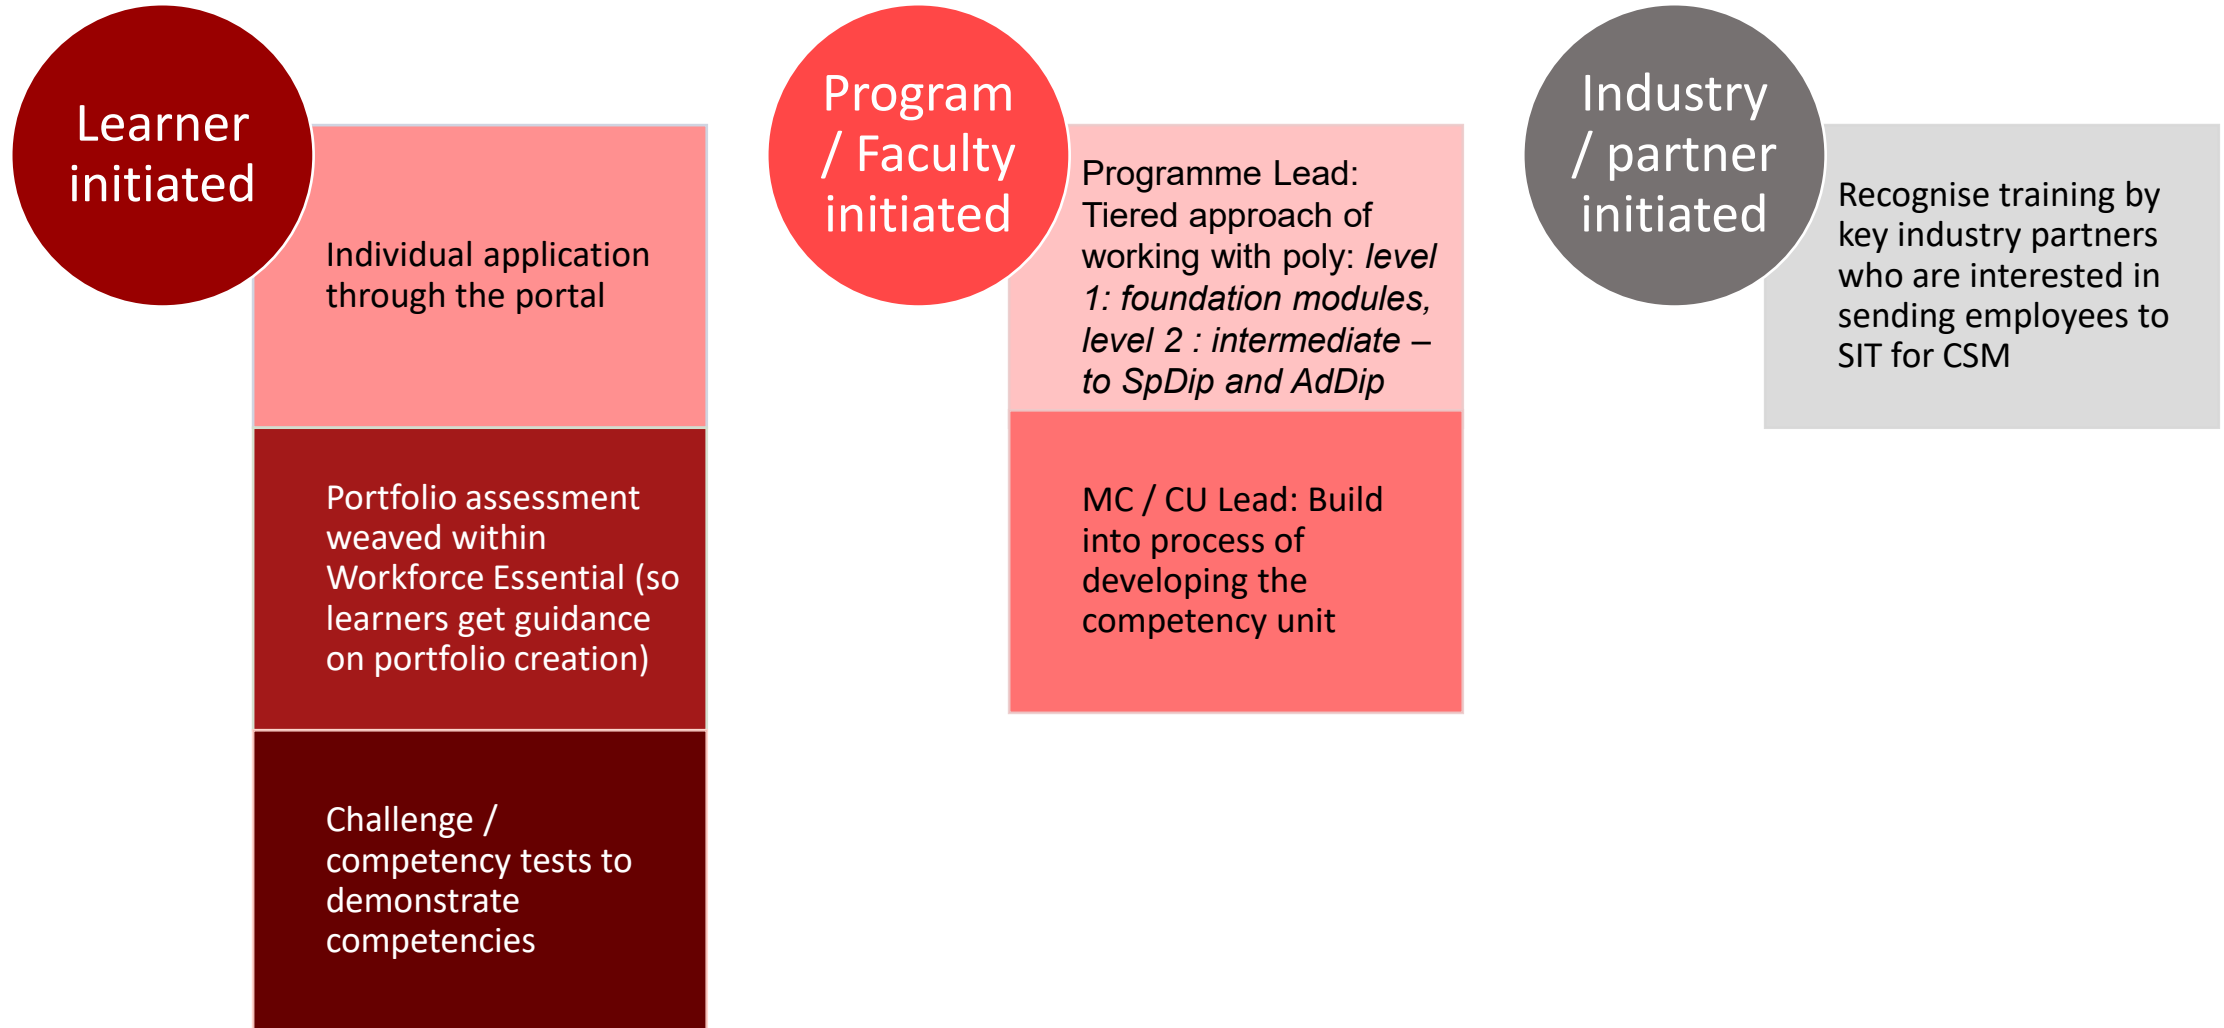 Learner
initiated
Individual application
through the portal
Portfolio assessment
weaved within
Workforce Essential (so
learners get guidance
on portfolio creation)
Challenge /
competency tests to
demonstrate
competencies
Program
/ Faculty
initiated
Programme Lead:
Tiered approach of
working with poly: level
1: foundation modules,
level 2 : intermediate –
to SpDip and AdDip
MC / CU Lead: Build
into process of
developing the
competency unit
Industry
/ partner
initiated
Recognise training by
key industry partners
who are interested in
sending employees to
SIT for CSM